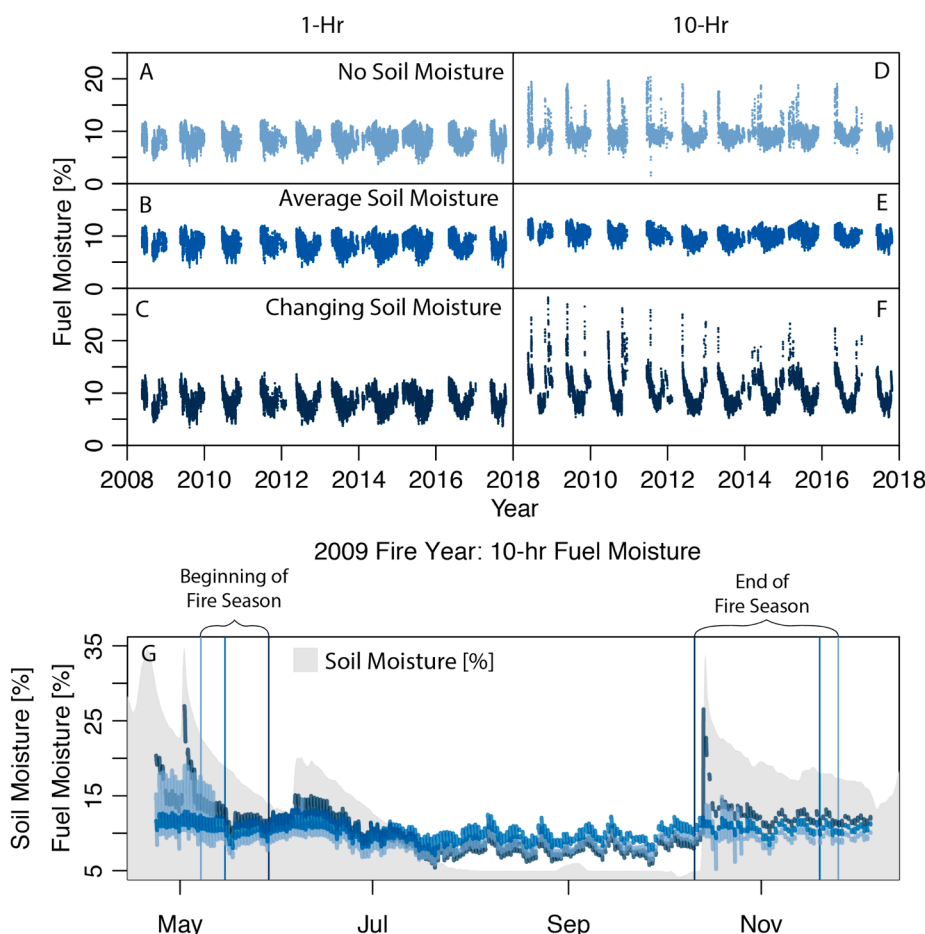 1-Hr
10-Hr
A
No Soil Moisture
D
20
10
0
B
Average Soil Moisture
E
10
0
C
Changing Soil Moisture
F
20
10
0
Fuel Moisture [%]
2008
2010
2012
2014
2016
2018
2010
2012
2014
2016
2018
Year
2009 Fire Year: 10-hr Fuel Moisture
Beginning of
Fire Season
End of
Fire Season
G
Soil Moisture [%]
35
25
15
5
Soil Moisture [%]
Fuel Moisture [%]
May
Jul
Sep
Nov